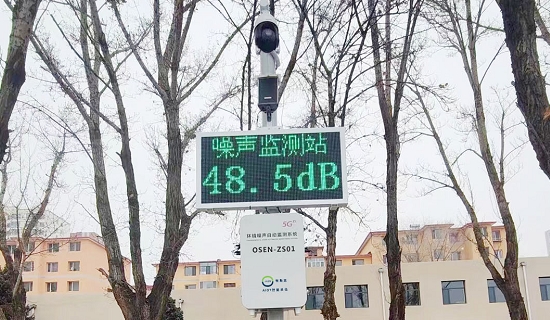 噪声监测站
48.5dB
5G
环境噪声自动监测系统
OSEN-ZS01